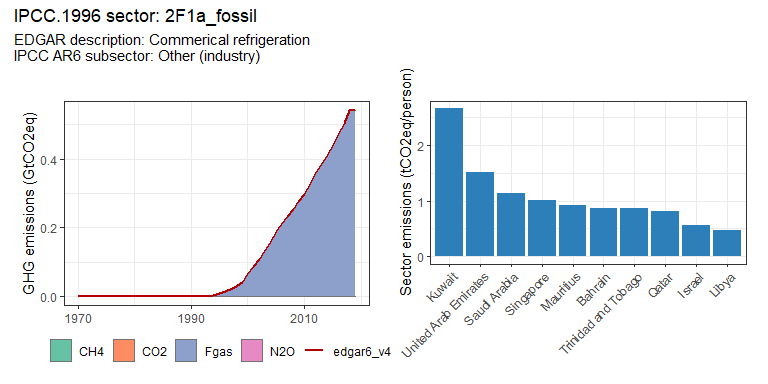 IPCC.1996 sector: 2F1a_fossil
EDGAR description: Commerical refrigeration
IPCC AR6 subsector: Other (industry)
GHG emissions (GtCO2eq)
0.4
0.2
0.0
1970
1990
2010
CH4
CO2
Fgas
N2O
edgar6_v4
Sector emissions (tCO2eq/person)
2
1
0
Kuwait
United Arab Emirates
Saudi Arabia
Singapore
Mauritius
Bahrain
Trinidad and Tobago
Qatar
Israel
Libya